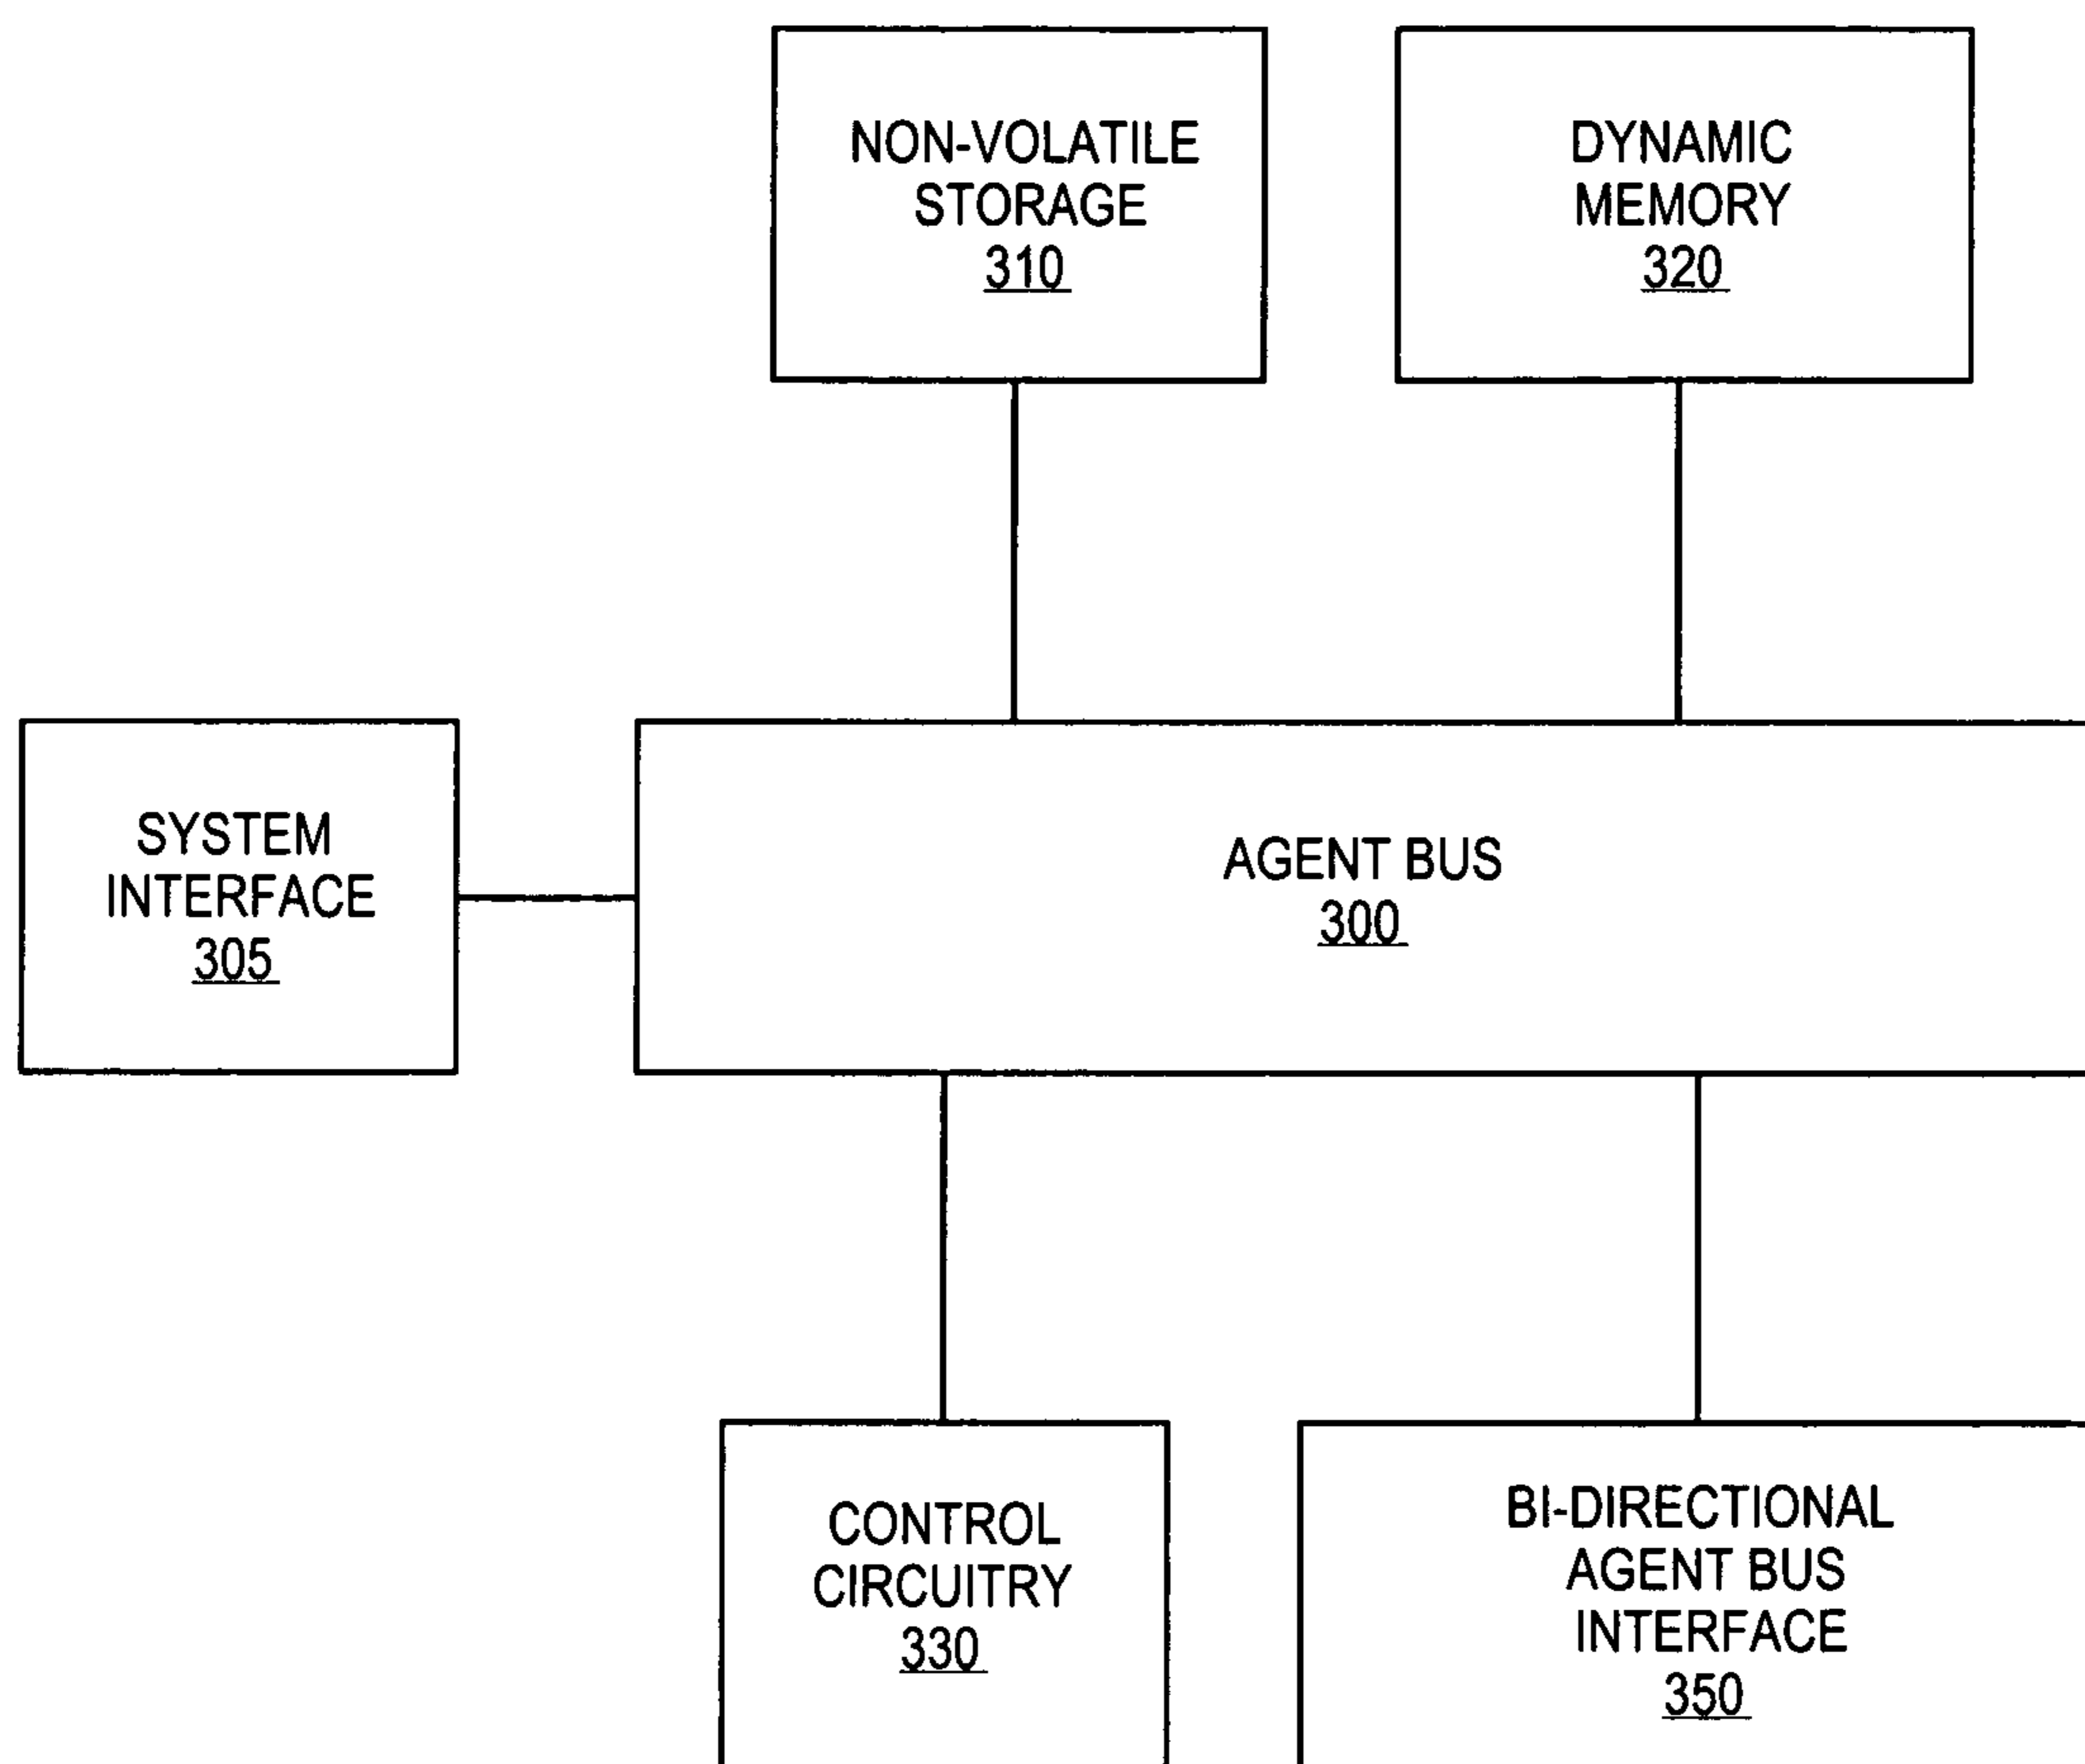 NON-VOLATILE
STORAGE
310
DYNAMIC
MEMORY
320
SYSTEM
INTERFACE
305
AGENT BUS
300
CONTROL
CIRCUITRY
330
BI-DIRECTIONAL
AGENT BUS
INTERFACE
350